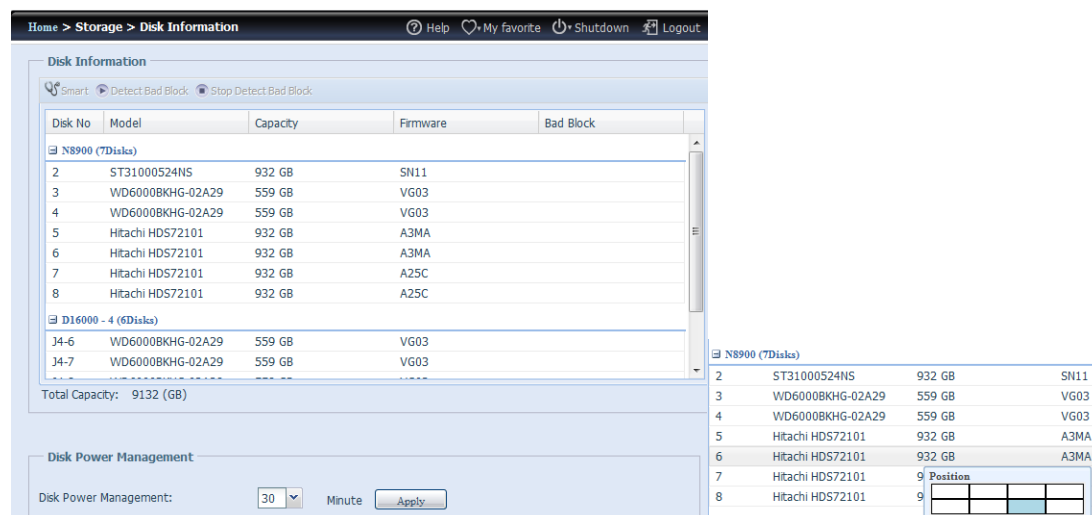 Home > Storage > Disk Information Help My favorite Shutdown Logout
Disk Information
Smart Detect Bad Block Stop Detect Bad Block
Disk No Model Capacity Firmware Bad Block
N8900 (7Disks)
2 ST31000524NS 932 GB SN11
3 WD6000BKHG-02A29 559 GB VG03
4 WD6000BKHG-02A29 559 GB VG03
5 Hitachi HDS72101 932 GB A3MA
6 Hitachi HDS72101 932 GB A3MA
7 Hitachi HDS72101 932 GB A25C
8 Hitachi HDS72101 932 GB A25C
D16000 - 4 (6Disks)
J4-6 WD6000BKHG-02A29 559 GB VG03
J4-7 WD6000BKHG-02A29 559 GB VG03
Total Capacity: 9132 (GB)
Disk Power Management
Disk Power Management: 30 Minute Apply
N8900 (7Disks)
2 ST31000524NS 932 GB SN11
3 WD6000BKHG-02A29 559 GB VG03
4 WD6000BKHG-02A29 559 GB VG03
5 Hitachi HDS72101 932 GB A3MA
6 Hitachi HDS72101 932 GB A3MA
7 Hitachi HDS72101 9 Position
8 Hitachi HDS72101 9